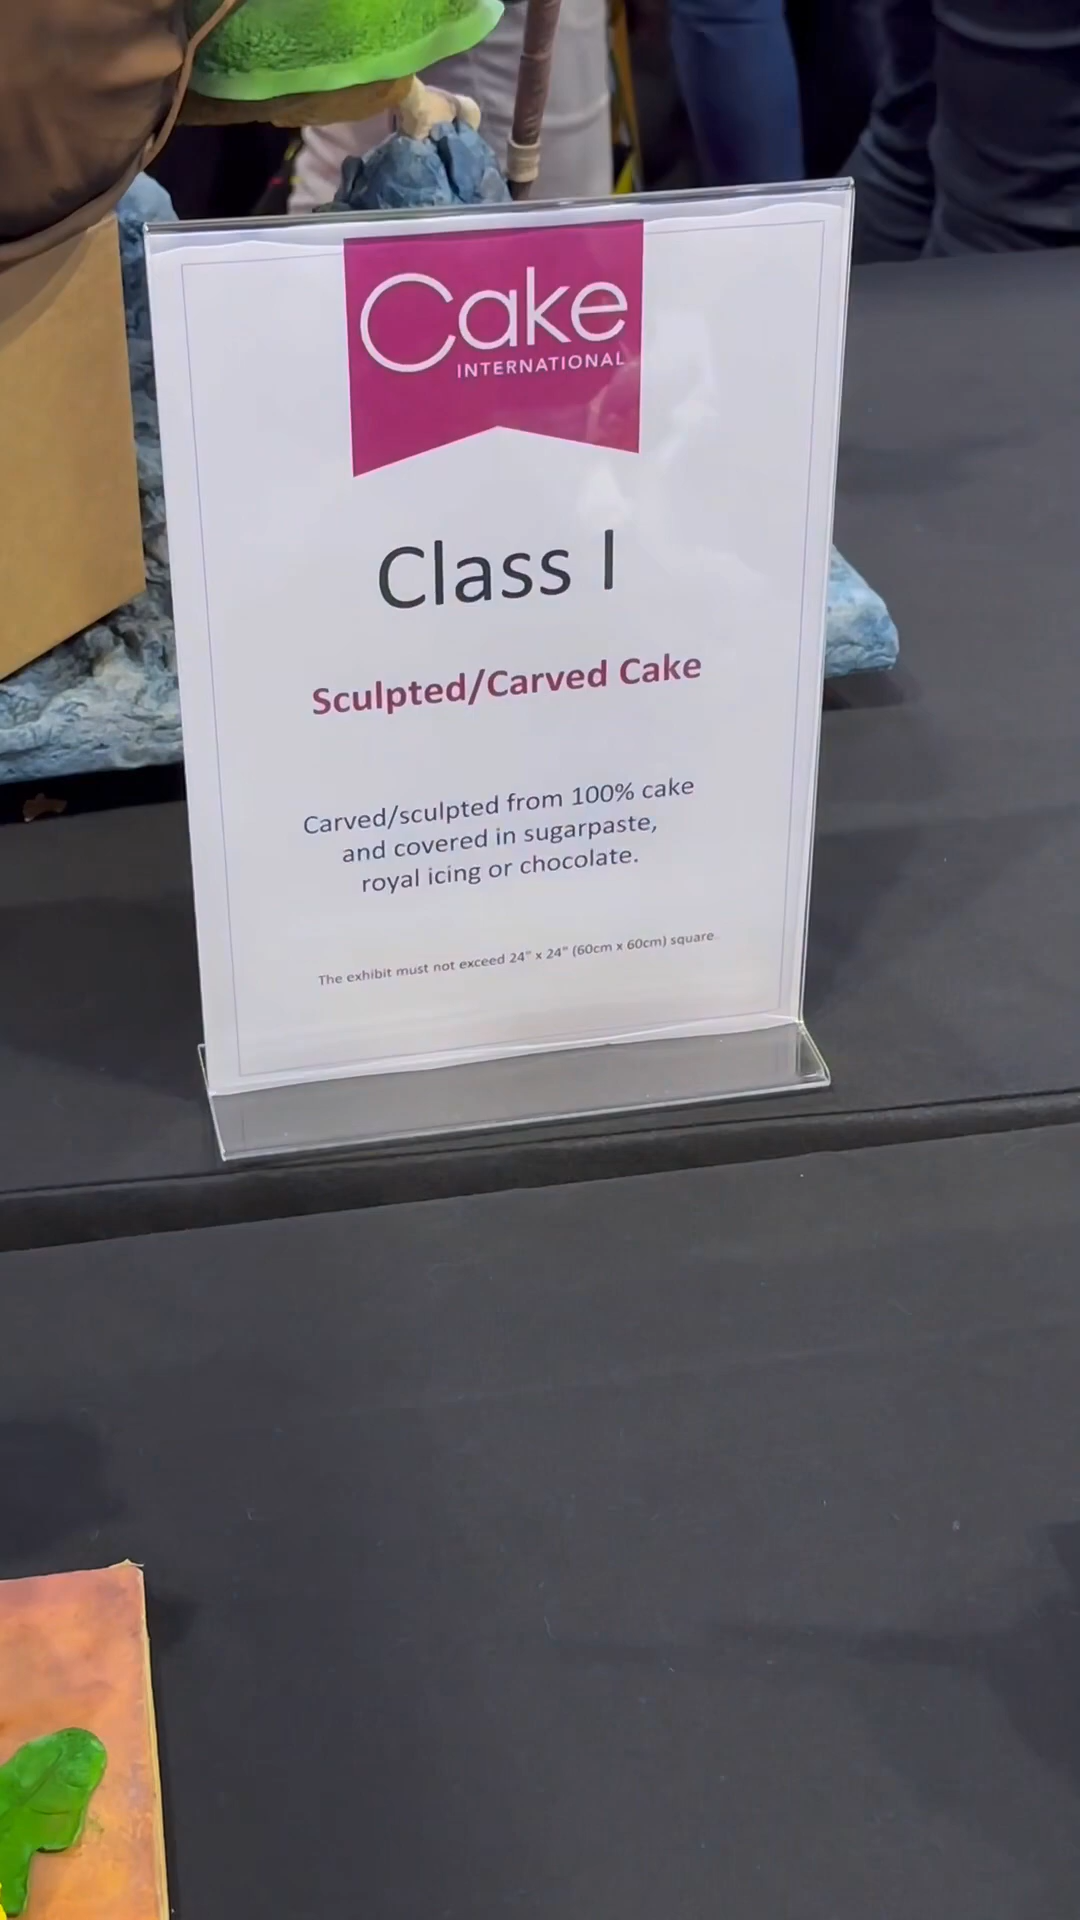 Cake
INTERNATIONAL
Class I
Sculpted/Carved Cake
Carved/sculpted from 100% cake
and covered in sugarpaste,
royal icing or chocolate.
The exhibit must not exceed 24" x 24" (60cm x 60cm) square